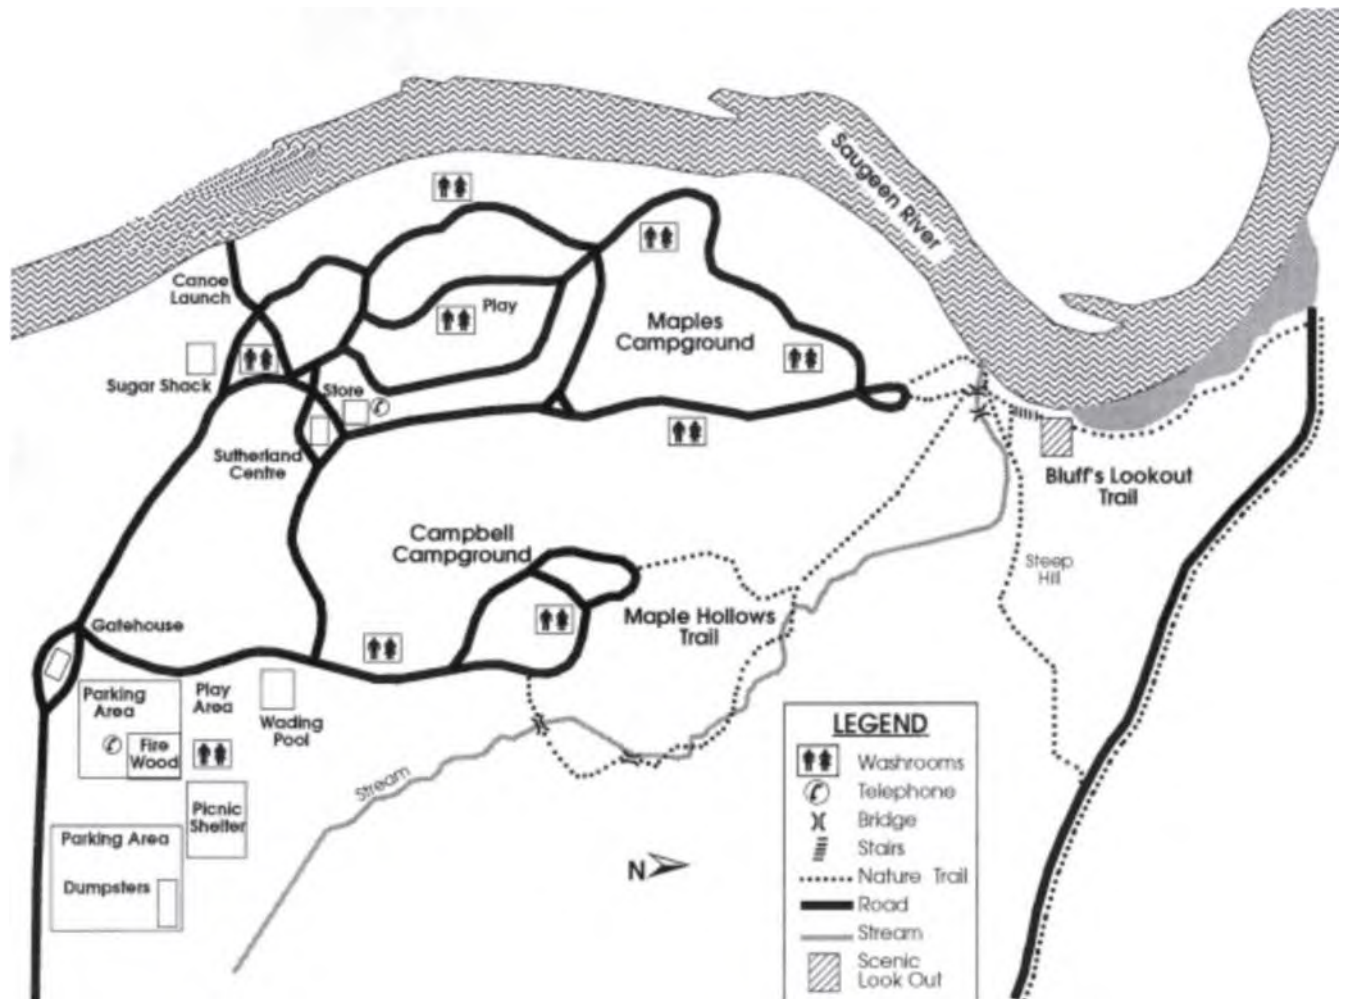 Saugeen River
Canoe
Launch
Play
Maples
Campground
Sugar Shack
Store
Sutherland
Centre
Bluff's Lookout
Trail
Campbell
Campground
Steep
Hill
Gatehouse
Maple Hollows
Trail
Parking
Area
Play
Area
Wading
Pool
Fire
Wood
Stream
Picnic
Shelter
Parking Area
Dumpsters
N
LEGEND
Washrooms
Telephone
Bridge
Stairs
Nature Trail
Road
Stream
Scenic
Look Out